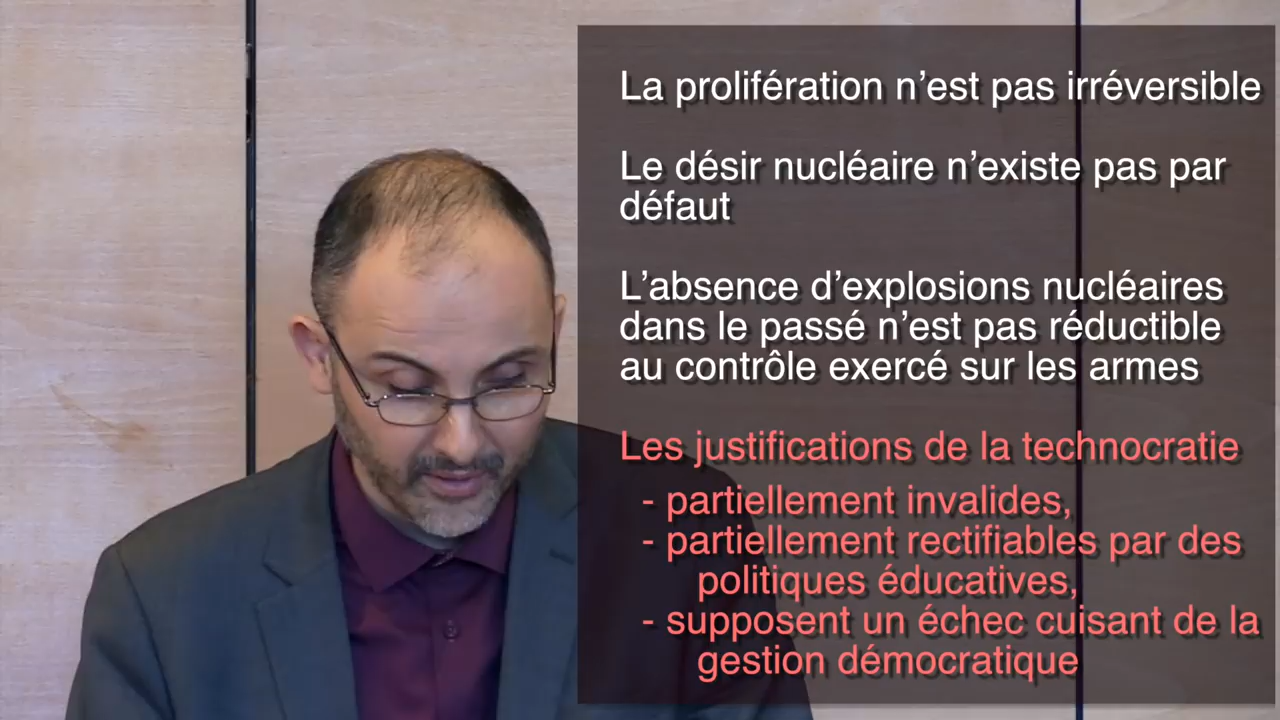 La prolifération n’est pas irréversible
Le désir nucléaire n’existe pas par
défaut
L’absence d’explosions nucléaires
dans le passé n’est pas réductible
au contrôle exercé sur les armes
Les justifications de la technocratie
- partiellement invalides,
- partiellement rectifiables par des
politiques éducatives,
- supposent un échec cuisant de la
gestion démocratique